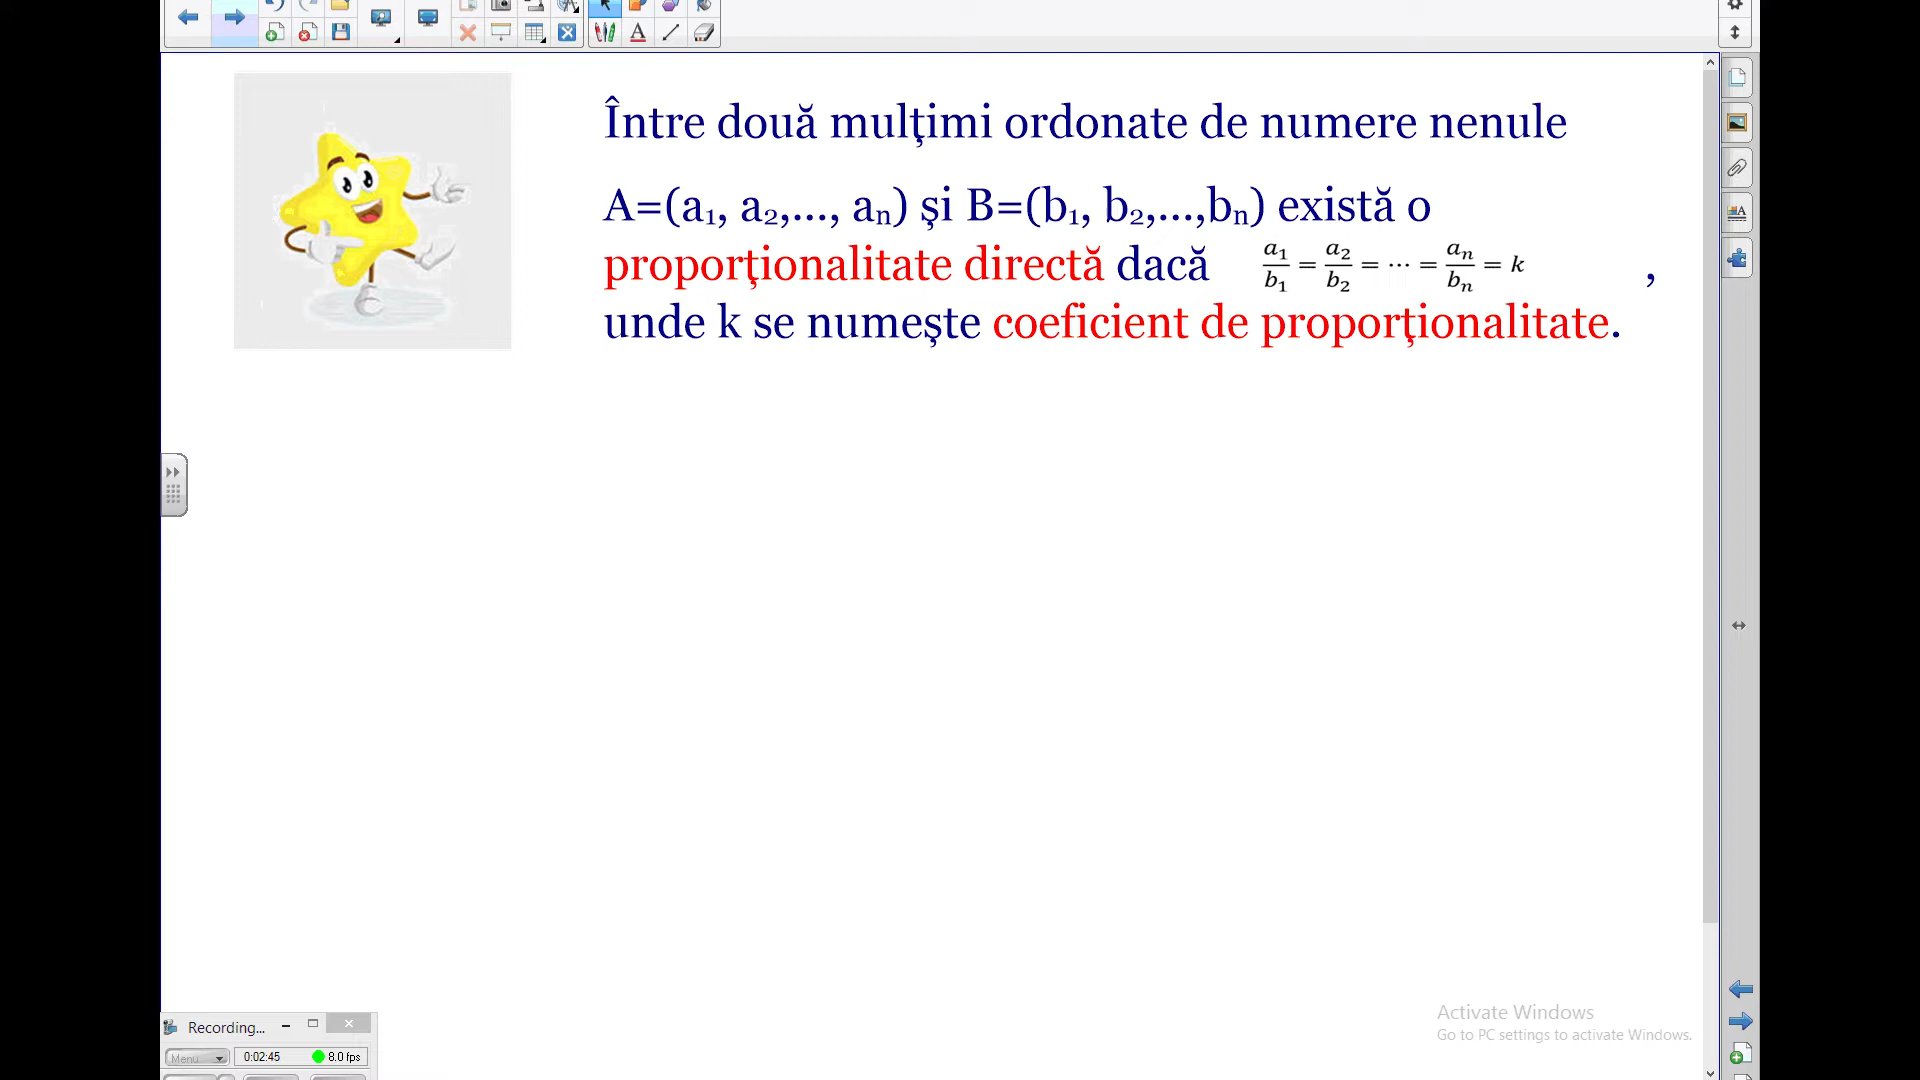 Între două mulţimi ordonate de numere nenule
A=(a₁, a₂,..., aₙ) şi B=(b₁, b₂,...,bₙ) există o
proporţionalitate directă dacă a₁/b₁ = a₂/b₂ = ⋯ = aₙ/bₙ = k ,
unde k se numeşte coeficient de proporţionalitate.
Activate Windows
Go to PC settings to activate Windows.
Recording...
Menu 0:02:45 8.0 fps